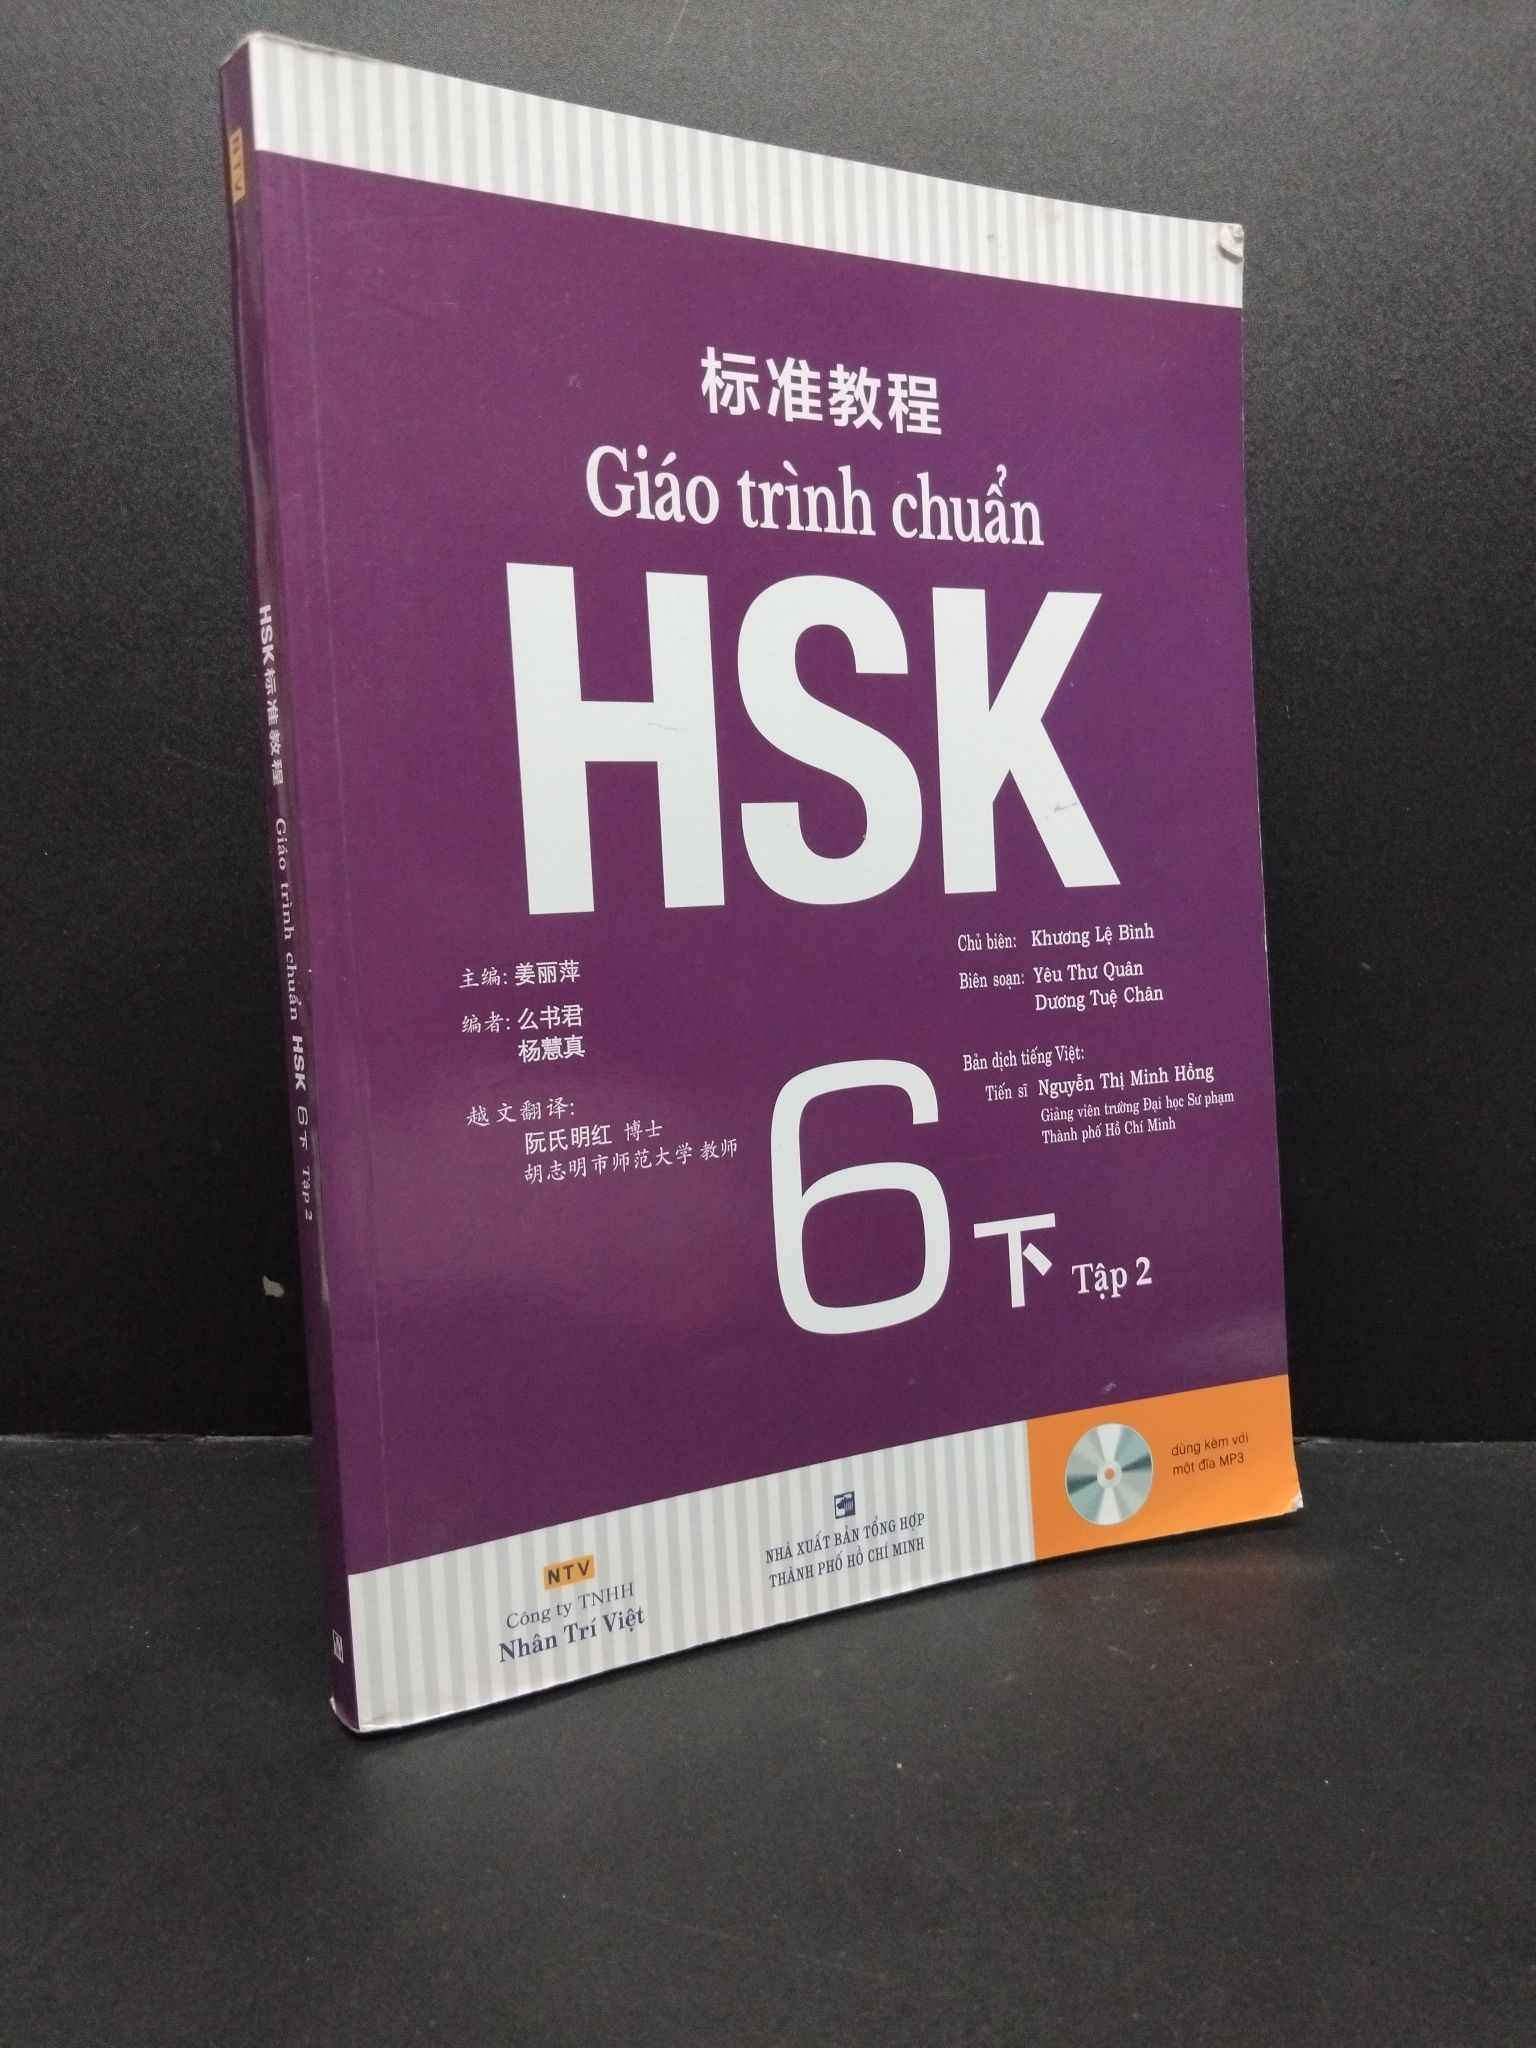 标准教程
Giáo trình chuẩn
HSK
主编: 姜丽萍
编者: 么书君
杨慧真
越文翻译:
阮氏明红 博士
胡志明市师范大学 教师
Chủ biên: Khương Lệ Bình
Biên soạn: Yêu Thư Quân
Dương Tuệ Chân
Bản dịch tiếng Việt:
Tiến sĩ Nguyễn Thị Minh Hồng
Giảng viên trường Đại học Sư phạm
Thành phố Hồ Chí Minh
6 下 Tập 2
dùng kèm với
một đĩa MP3
NTV
Công ty TNHH
Nhân Trí Việt
NHÀ XUẤT BẢN TỔNG HỢP
THÀNH PHỐ HỒ CHÍ MINH
NTV
HSK 标准教程 Giáo trình chuẩn HSK 6 下 Tập 2